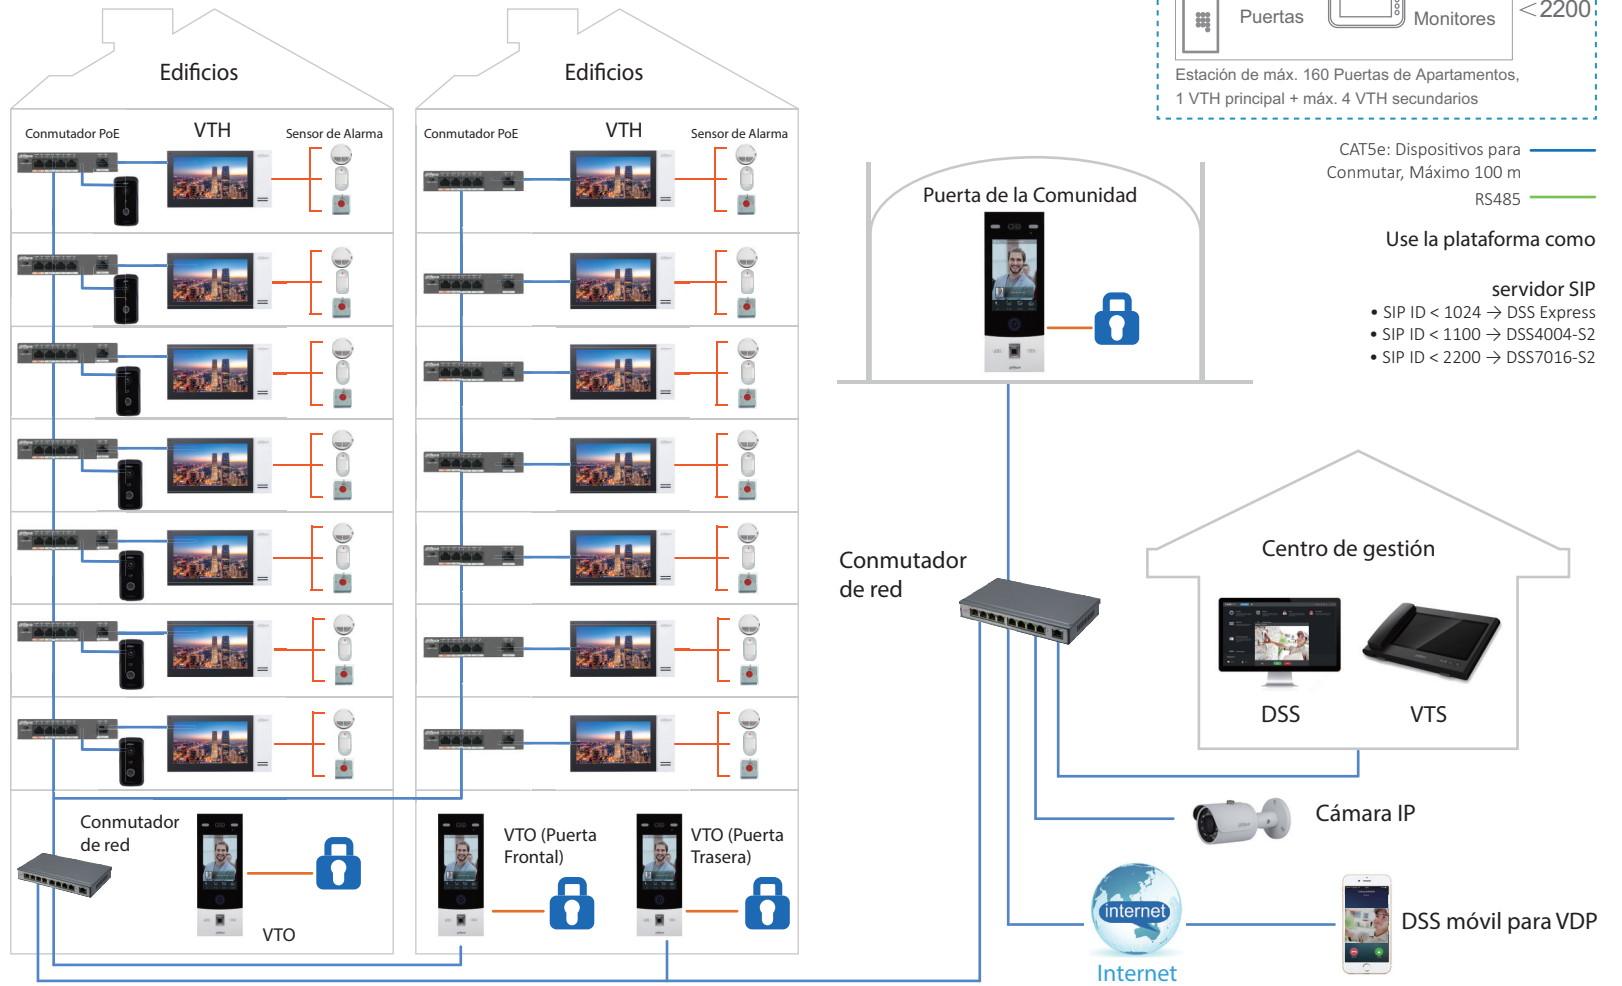 Edificios
Conmutador PoE
VTH
Sensor de Alarma
Conmutador
de red
VTO
Edificios
Conmutador PoE
VTH
Sensor de Alarma
VTO (Puerta
Frontal)
VTO (Puerta
Trasera)
Puertas
Monitores
<2200
Estación de máx. 160 Puertas de Apartamentos,
1 VTH principal + máx. 4 VTH secundarios
CAT5e: Dispositivos para
Conmutar, Máximo 100 m
RS485
Use la plataforma como
servidor SIP
• SIP ID < 1024 → DSS Express
• SIP ID < 1100 → DSS4004-S2
• SIP ID < 2200 → DSS7016-S2
Puerta de la Comunidad
Conmutador
de red
Centro de gestión
DSS
VTS
Cámara IP
internet
Internet
DSS móvil para VDP